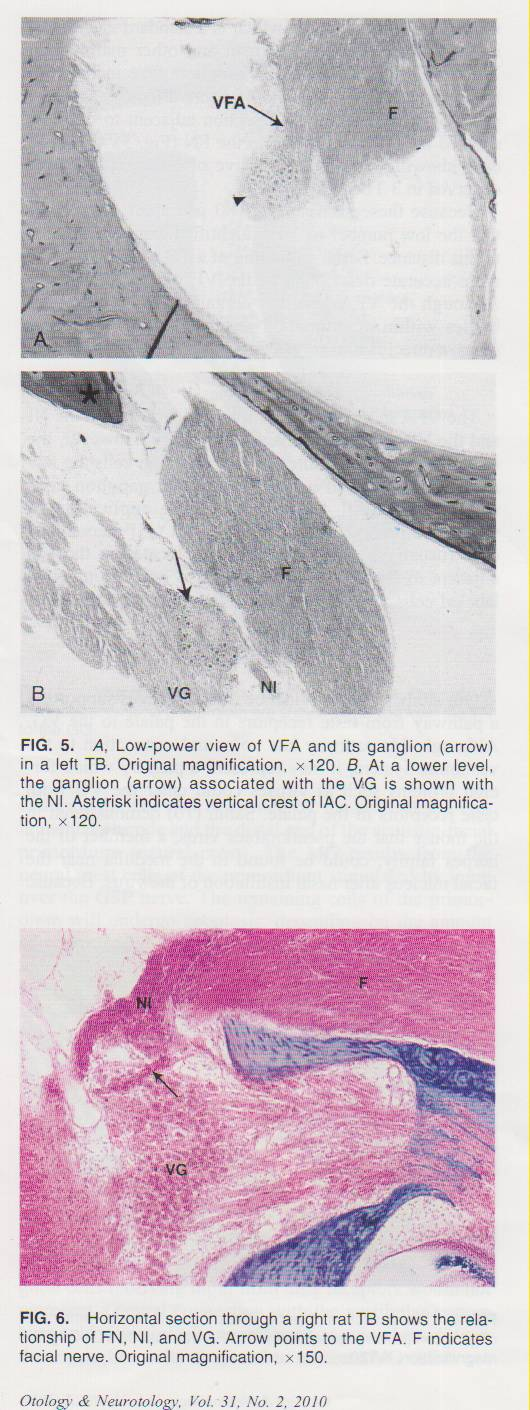 VFA
F
A
*
F
B
VG
NI
FIG. 5. A, Low-power view of VFA and its ganglion (arrow)
in a left TB. Original magnification, ×120. B, At a lower level,
the ganglion (arrow) associated with the VG is shown with
the NI. Asterisk indicates vertical crest of IAC. Original magnifica-
tion, ×120.
NI
F
VG
FIG. 6. Horizontal section through a right rat TB shows the rela-
tionship of FN, NI, and VG. Arrow points to the VFA. F indicates
facial nerve. Original magnification, ×150.
Otology & Neurotology, Vol. 31, No. 2, 2010